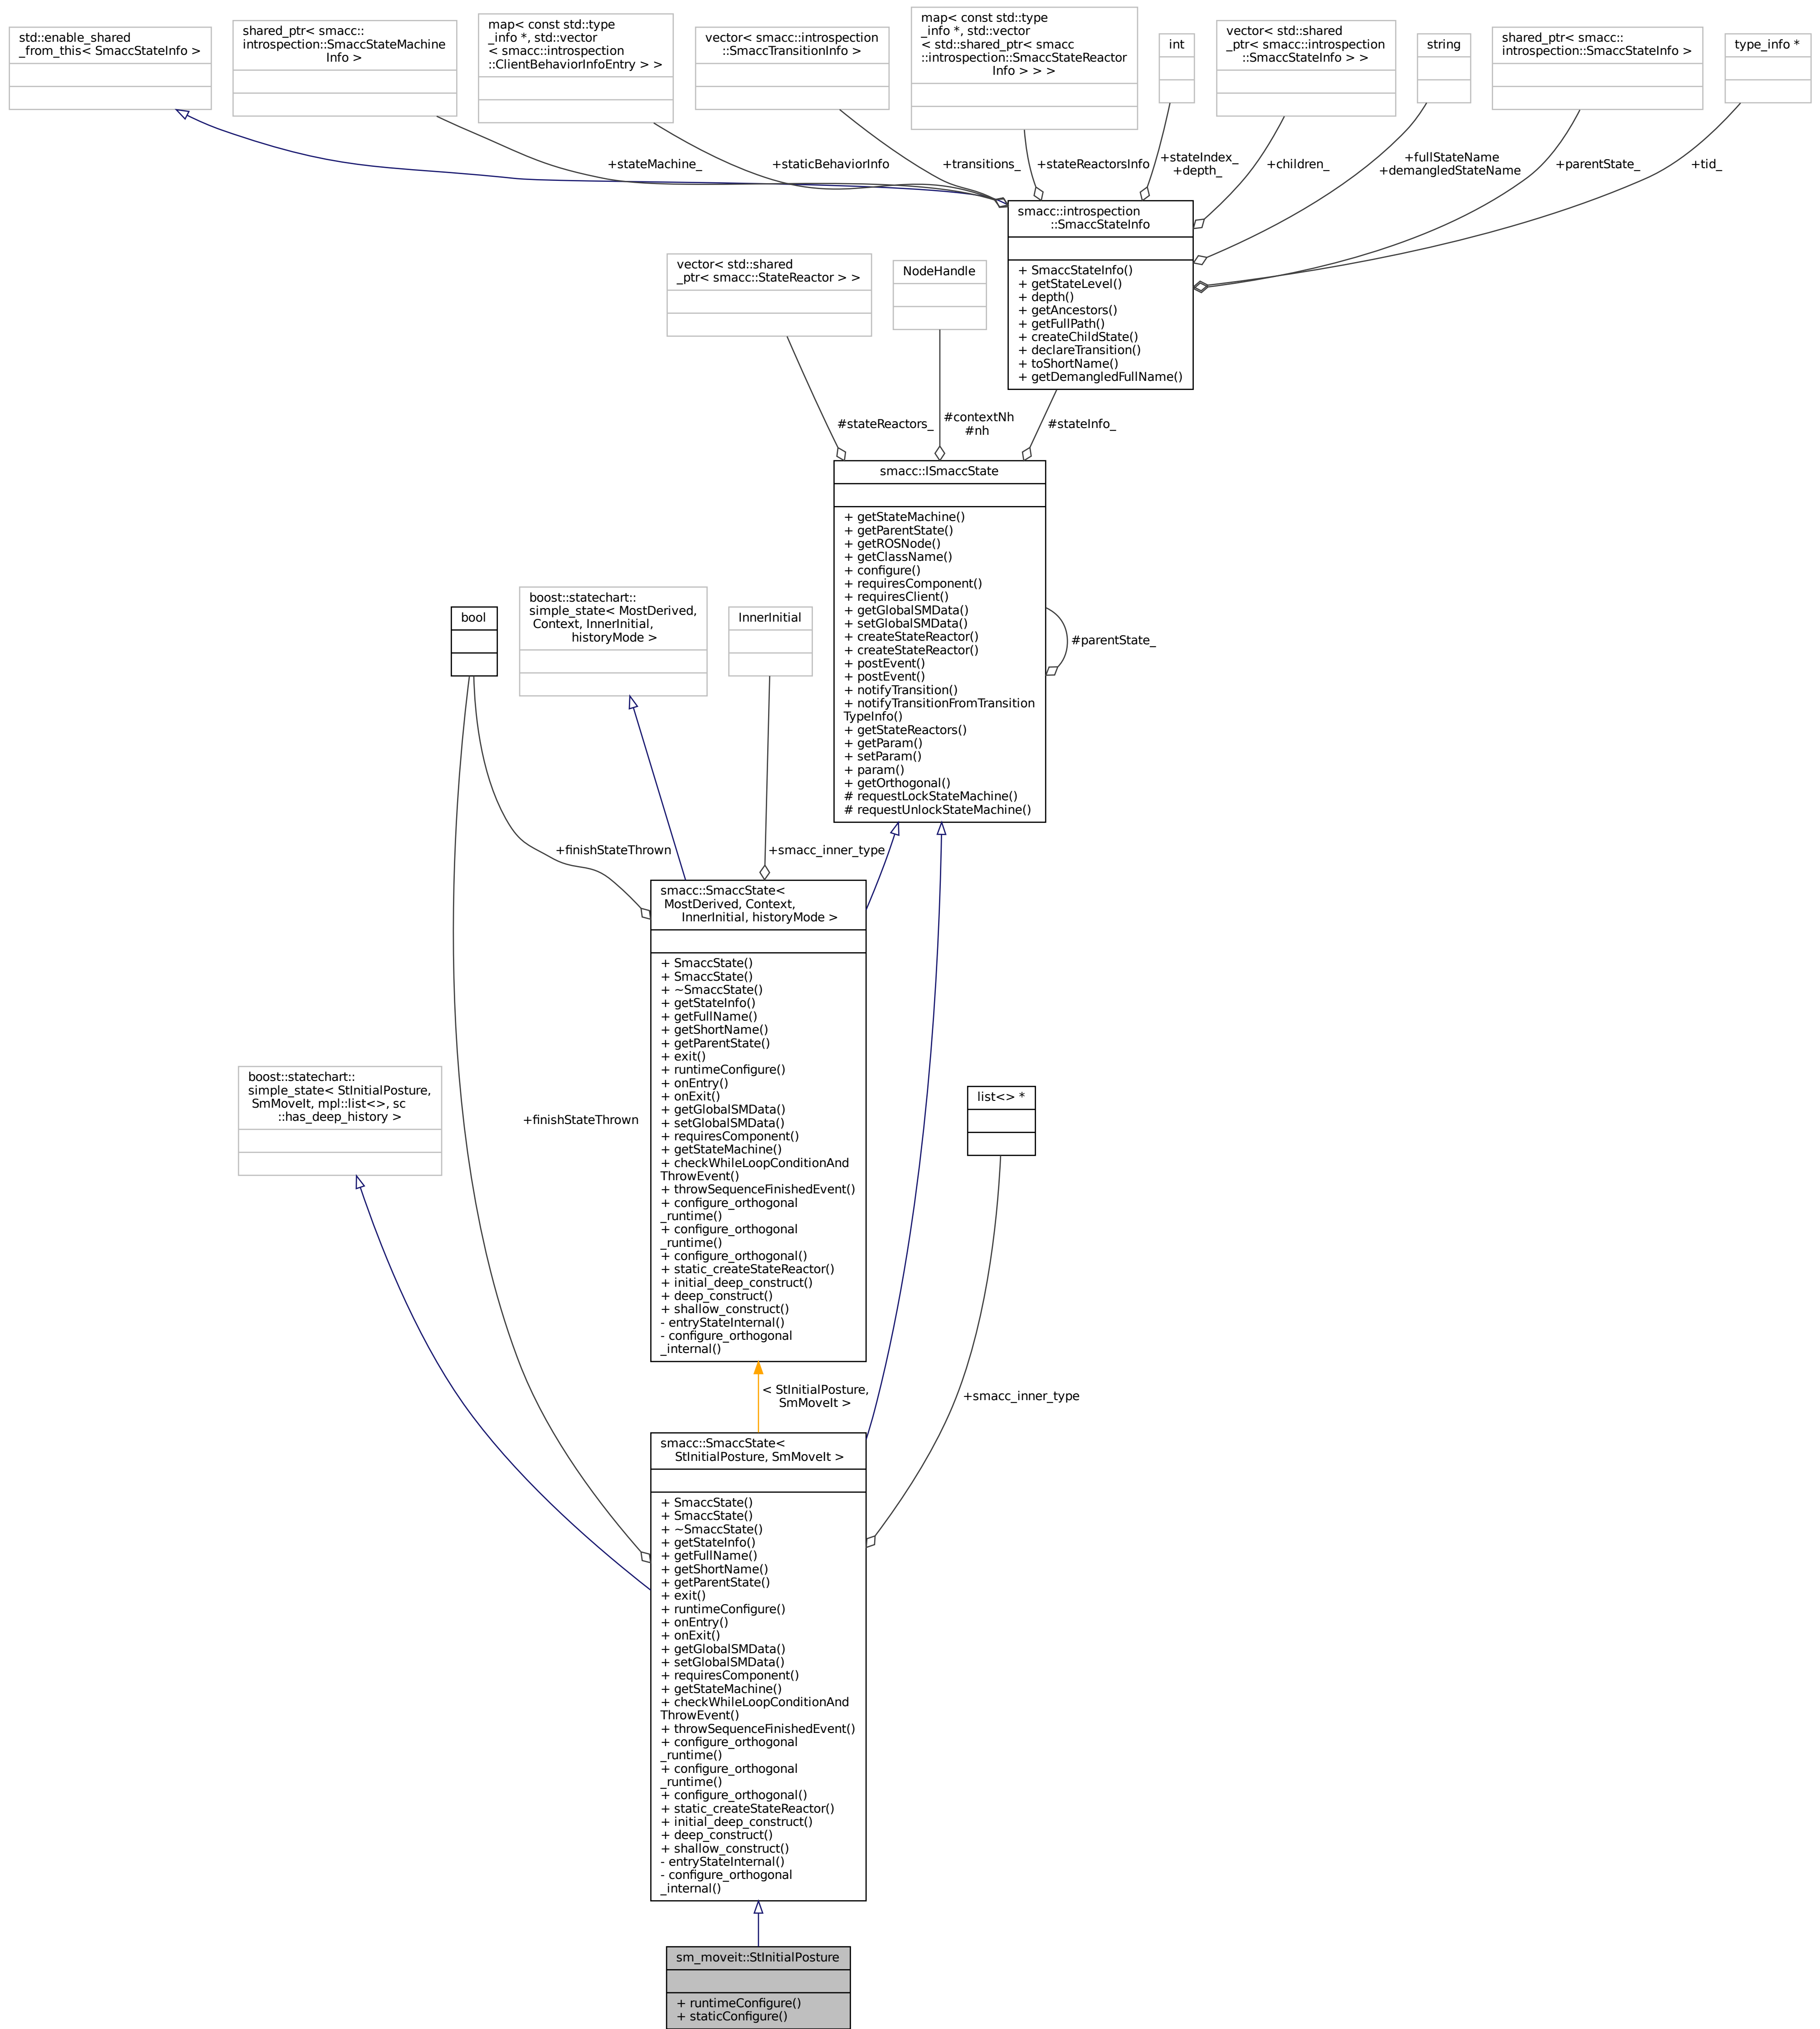 std::enable_shared
_from_this< SmaccStateInfo >
shared_ptr< smacc::
introspection::SmaccStateMachine
Info >
map< const std::type
_info *, std::vector
< smacc::introspection
::ClientBehaviorInfoEntry > >
vector< smacc::introspection
::SmaccTransitionInfo >
map< const std::type
_info *, std::vector
< std::shared_ptr< smacc
::introspection::SmaccStateReactor
Info > > >
int
vector< std::shared
_ptr< smacc::introspection
::SmaccStateInfo > >
string
shared_ptr< smacc::
introspection::SmaccStateInfo >
type_info *
+stateMachine_
+staticBehaviorInfo
+transitions_
+stateReactorsInfo
+stateIndex_
+depth_
+children_
+fullStateName
+demangledStateName
+parentState_
+tid_
smacc::introspection
::SmaccStateInfo
+ SmaccStateInfo()
+ getStateLevel()
+ depth()
+ getAncestors()
+ getFullPath()
+ createChildState()
+ declareTransition()
+ toShortName()
+ getDemangledFullName()
vector< std::shared
_ptr< smacc::StateReactor > >
NodeHandle
#stateReactors_
#contextNh
#nh
#stateInfo_
smacc::ISmaccState
+ getStateMachine()
+ getParentState()
+ getROSNode()
+ getClassName()
+ configure()
+ requiresComponent()
+ requiresClient()
+ getGlobalSMData()
+ setGlobalSMData()
+ createStateReactor()
+ createStateReactor()
+ postEvent()
+ postEvent()
+ notifyTransition()
+ notifyTransitionFromTransition
TypeInfo()
+ getStateReactors()
+ getParam()
+ setParam()
+ param()
+ getOrthogonal()
# requestLockStateMachine()
# requestUnlockStateMachine()
#parentState_
bool
boost::statechart::
simple_state< MostDerived,
Context, InnerInitial,
historyMode >
InnerInitial
+finishStateThrown
+smacc_inner_type
smacc::SmaccState<
MostDerived, Context,
InnerInitial, historyMode >
+ SmaccState()
+ SmaccState()
+ ~SmaccState()
+ getStateInfo()
+ getFullName()
+ getShortName()
+ getParentState()
+ exit()
+ runtimeConfigure()
+ onEntry()
+ onExit()
+ getGlobalSMData()
+ setGlobalSMData()
+ requiresComponent()
+ getStateMachine()
+ checkWhileLoopConditionAnd
ThrowEvent()
+ throwSequenceFinishedEvent()
+ configure_orthogonal
_runtime()
+ configure_orthogonal
_runtime()
+ configure_orthogonal()
+ static_createStateReactor()
+ initial_deep_construct()
+ deep_construct()
+ shallow_construct()
- entryStateInternal()
- configure_orthogonal
_internal()
boost::statechart::
simple_state< StInitialPosture,
SmMoveIt, mpl::list<>, sc
::has_deep_history >
+finishStateThrown
list<> *
< StInitialPosture,
SmMoveIt >
+smacc_inner_type
smacc::SmaccState<
StInitialPosture, SmMoveIt >
+ SmaccState()
+ SmaccState()
+ ~SmaccState()
+ getStateInfo()
+ getFullName()
+ getShortName()
+ getParentState()
+ exit()
+ runtimeConfigure()
+ onEntry()
+ onExit()
+ getGlobalSMData()
+ setGlobalSMData()
+ requiresComponent()
+ getStateMachine()
+ checkWhileLoopConditionAnd
ThrowEvent()
+ throwSequenceFinishedEvent()
+ configure_orthogonal
_runtime()
+ configure_orthogonal
_runtime()
+ configure_orthogonal()
+ static_createStateReactor()
+ initial_deep_construct()
+ deep_construct()
+ shallow_construct()
- entryStateInternal()
- configure_orthogonal
_internal()
sm_moveit::StInitialPosture
+ runtimeConfigure()
+ staticConfigure()